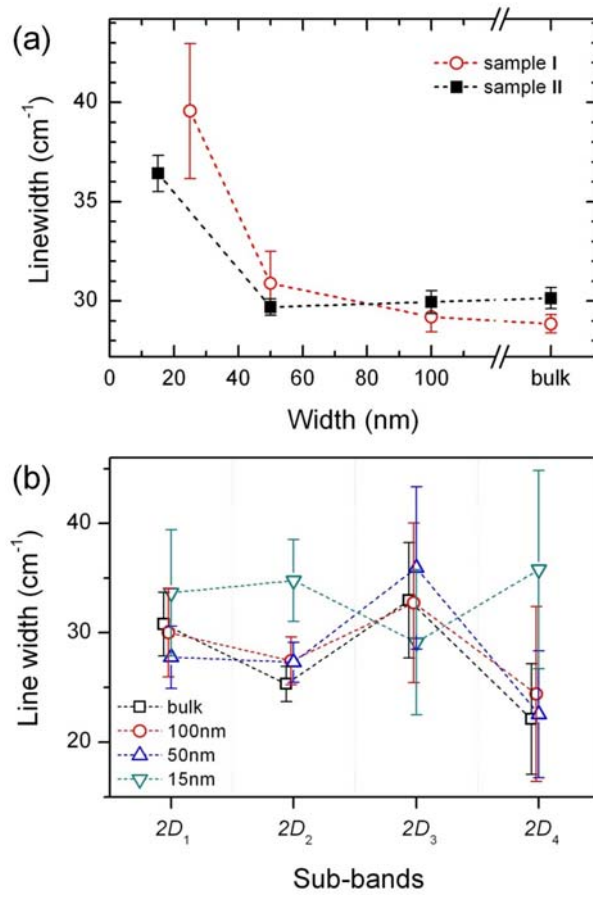 (a)
sample I
sample II
40
35
30
Linewidth (cm⁻¹)
0 20 40 60 80 100 bulk
Width (nm)
(b)
40
30
20
Line width (cm⁻¹)
bulk
100nm
50nm
15nm
2D₁ 2D₂ 2D₃ 2D₄
Sub-bands